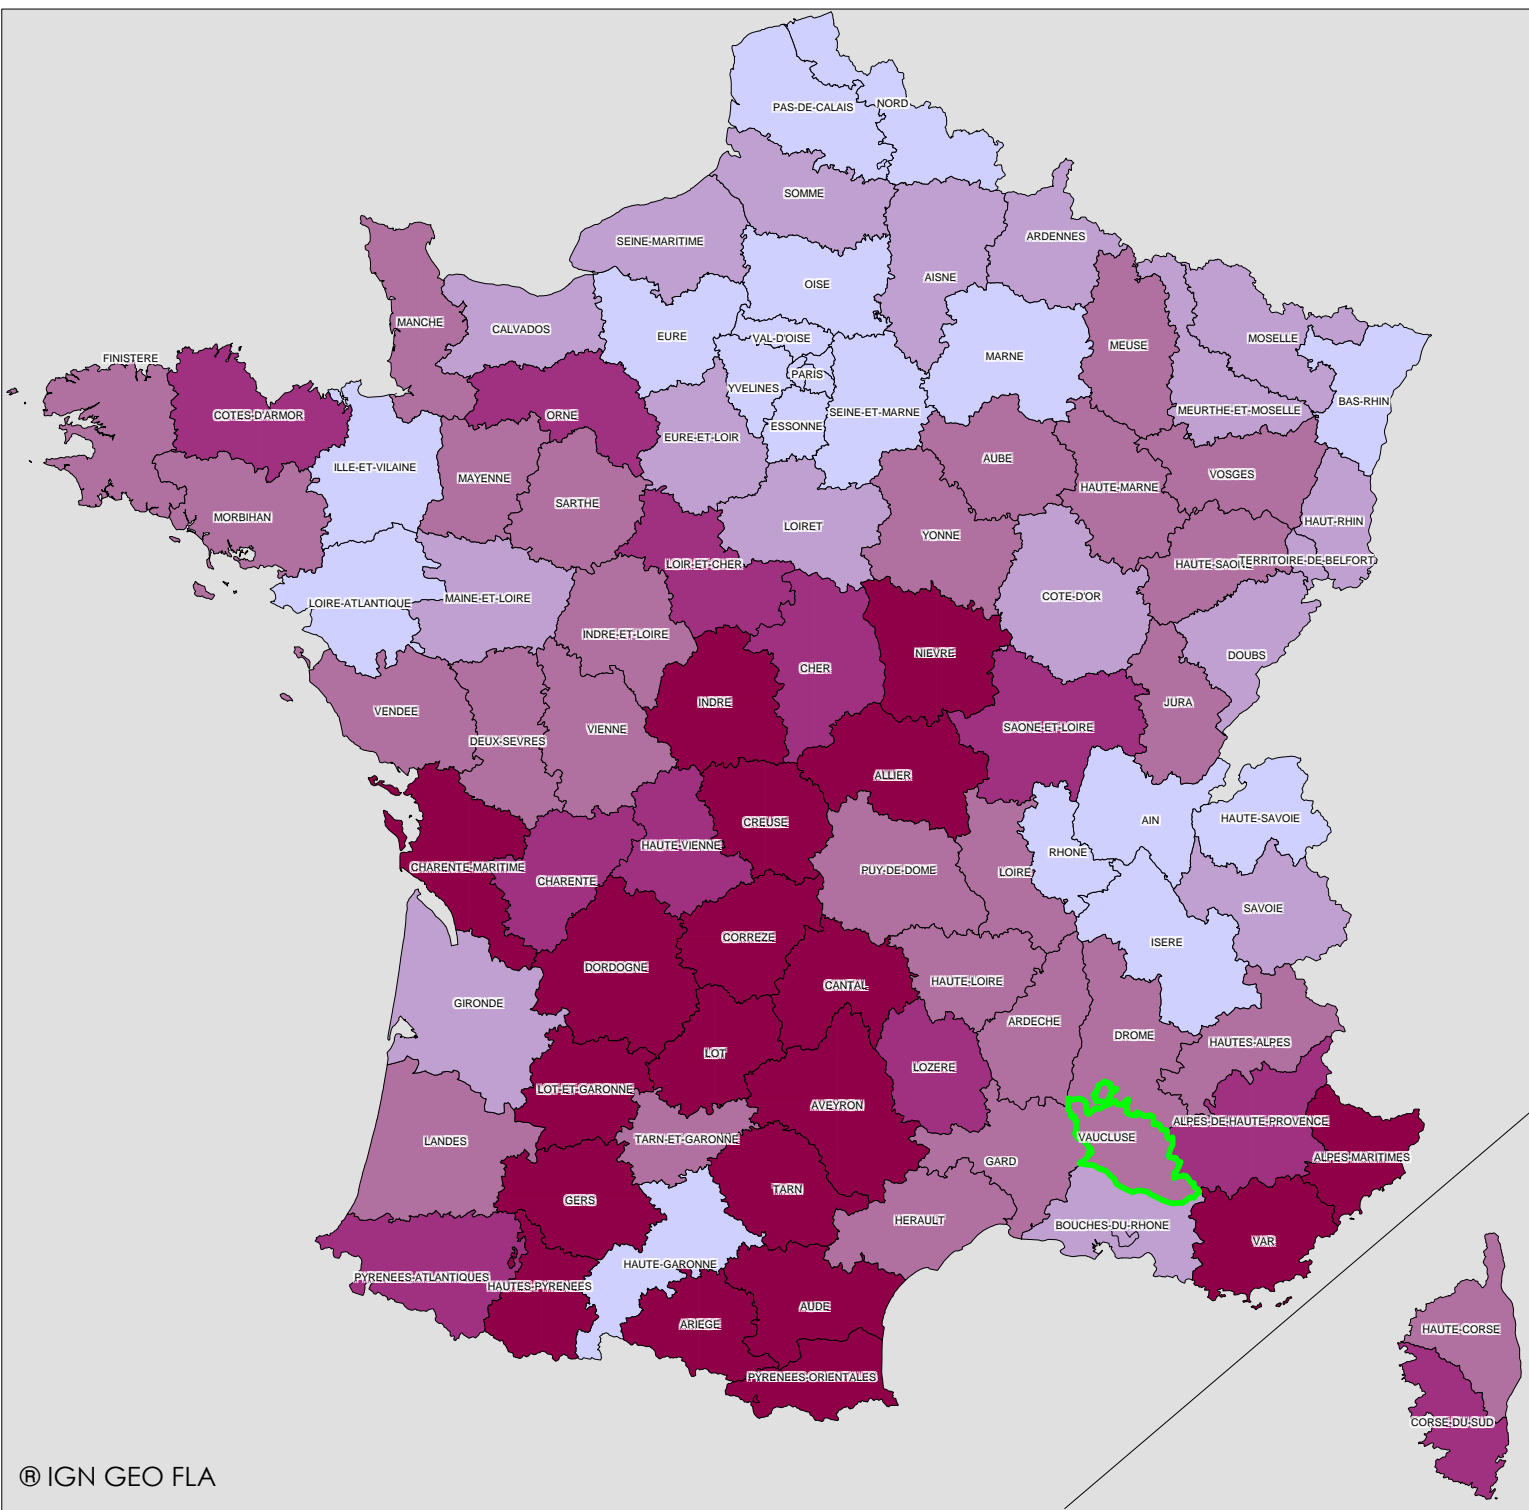 PAS-DE-CALAIS
NORD
SOMME
ARDENNES
SEINE-MARITIME
AISNE
OISE
MANCHE
CALVADOS
EURE
VAL-D'OISE
MOSELLE
MEUSE
MARNE
FINISTERE
PARIS
YVELINES
BAS-RHIN
COTES-D'ARMOR
ORNE
SEINE-ET-MARNE
MEURTHE-ET-MOSELLE
ESSONNE
EURE-ET-LOIR
AUBE
ILLE-ET-VILAINE
VOSGES
MAYENNE
HAUTE-MARNE
SARTHE
MORBIHAN
HAUT-RHIN
LOIRET
YONNE
LOIR-ET-CHER
HAUTE-SAONE
TERRITOIRE-DE-BELFORT
COTE-D'OR
MAINE-ET-LOIRE
LOIRE-ATLANTIQUE
INDRE-ET-LOIRE
NIEVRE
DOUBS
CHER
INDRE
JURA
VENDEE
SAONE-ET-LOIRE
VIENNE
DEUX-SEVRES
ALLIER
HAUTE-SAVOIE
AIN
CREUSE
HAUTE-VIENNE
RHONE
CHARENTE-MARITIME
PUY-DE-DOME
LOIRE
CHARENTE
SAVOIE
CORREZE
ISERE
DORDOGNE
HAUTE-LOIRE
CANTAL
GIRONDE
ARDECHE
DROME
HAUTES-ALPES
LOT
LOZERE
LOT-ET-GARONNE
AVEYRON
ALPES-DE-HAUTE-PROVENCE
VAUCLUSE
TARN-ET-GARONNE
LANDES
ALPES-MARITIMES
GARD
TARN
GERS
HERAULT
BOUCHES-DU-RHONE
VAR
HAUTE-GARONNE
PYRENEES-ATLANTIQUES
HAUTES-PYRENEES
AUDE
ARIEGE
HAUTE-CORSE
PYRENEES-ORIENTALES
CORSE-DU-SUD
® IGN GEO FLA